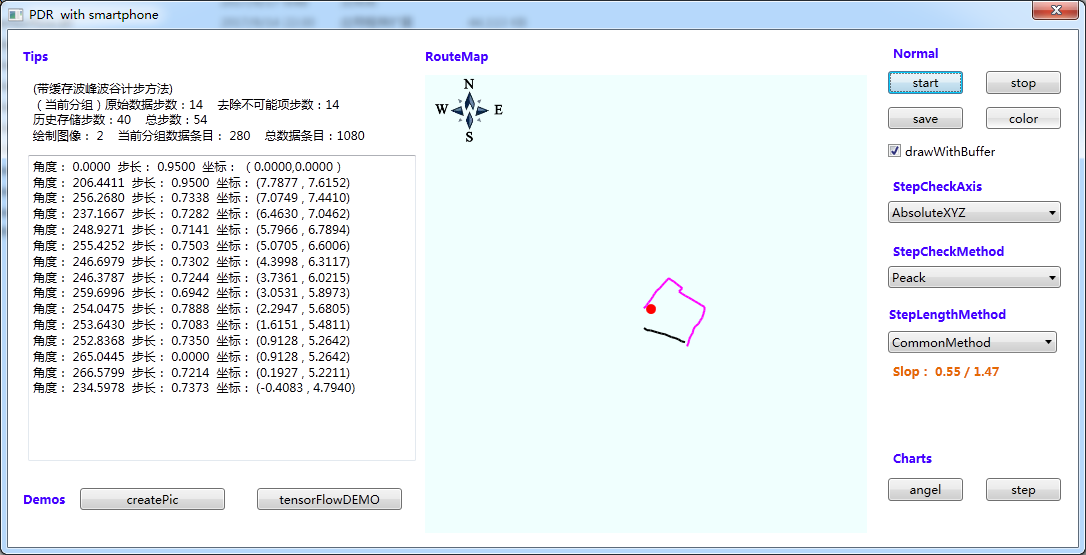 PDR with smartphone
Tips
(带缓存波峰波谷计步方法)
（当前分组）原始数据步数：14 去除不可能项步数：14
历史存储步数：40 总步数：54
绘制图像： 2 当前分组数据条目： 280 总数据条目：1080
角度： 0.0000 步长： 0.9500 坐标： ( 0.0000,0.0000 )
角度： 206.4411 步长： 0.9500 坐标： (7.7877 , 7.6152)
角度： 256.2680 步长： 0.7338 坐标： (7.0749 , 7.4410)
角度： 237.1667 步长： 0.7282 坐标： (6.4630 , 7.0462)
角度： 248.9271 步长： 0.7141 坐标： (5.7966 , 6.7894)
角度： 255.4252 步长： 0.7503 坐标： (5.0705 , 6.6006)
角度： 246.6979 步长： 0.7302 坐标： (4.3998 , 6.3117)
角度： 246.3787 步长： 0.7244 坐标： (3.7361 , 6.0215)
角度： 259.6996 步长： 0.6942 坐标： (3.0531 , 5.8973)
角度： 254.0475 步长： 0.7888 坐标： (2.2947 , 5.6805)
角度： 253.6430 步长： 0.7083 坐标： (1.6151 , 5.4811)
角度： 252.8368 步长： 0.7350 坐标： (0.9128 , 5.2642)
角度： 265.0445 步长： 0.0000 坐标： (0.9128 , 5.2642)
角度： 266.5799 步长： 0.7214 坐标： (0.1927 , 5.2211)
角度： 234.5978 步长： 0.7373 坐标： (-0.4083 , 4.7940)
Demos
createPic
tensorFlowDEMO
RouteMap
N
W E
S
Normal
start stop
save color
drawWithBuffer
StepCheckAxis
AbsoluteXYZ
StepCheckMethod
Peack
StepLengthMethod
CommonMethod
Slop： 0.55 / 1.47
Charts
angel step